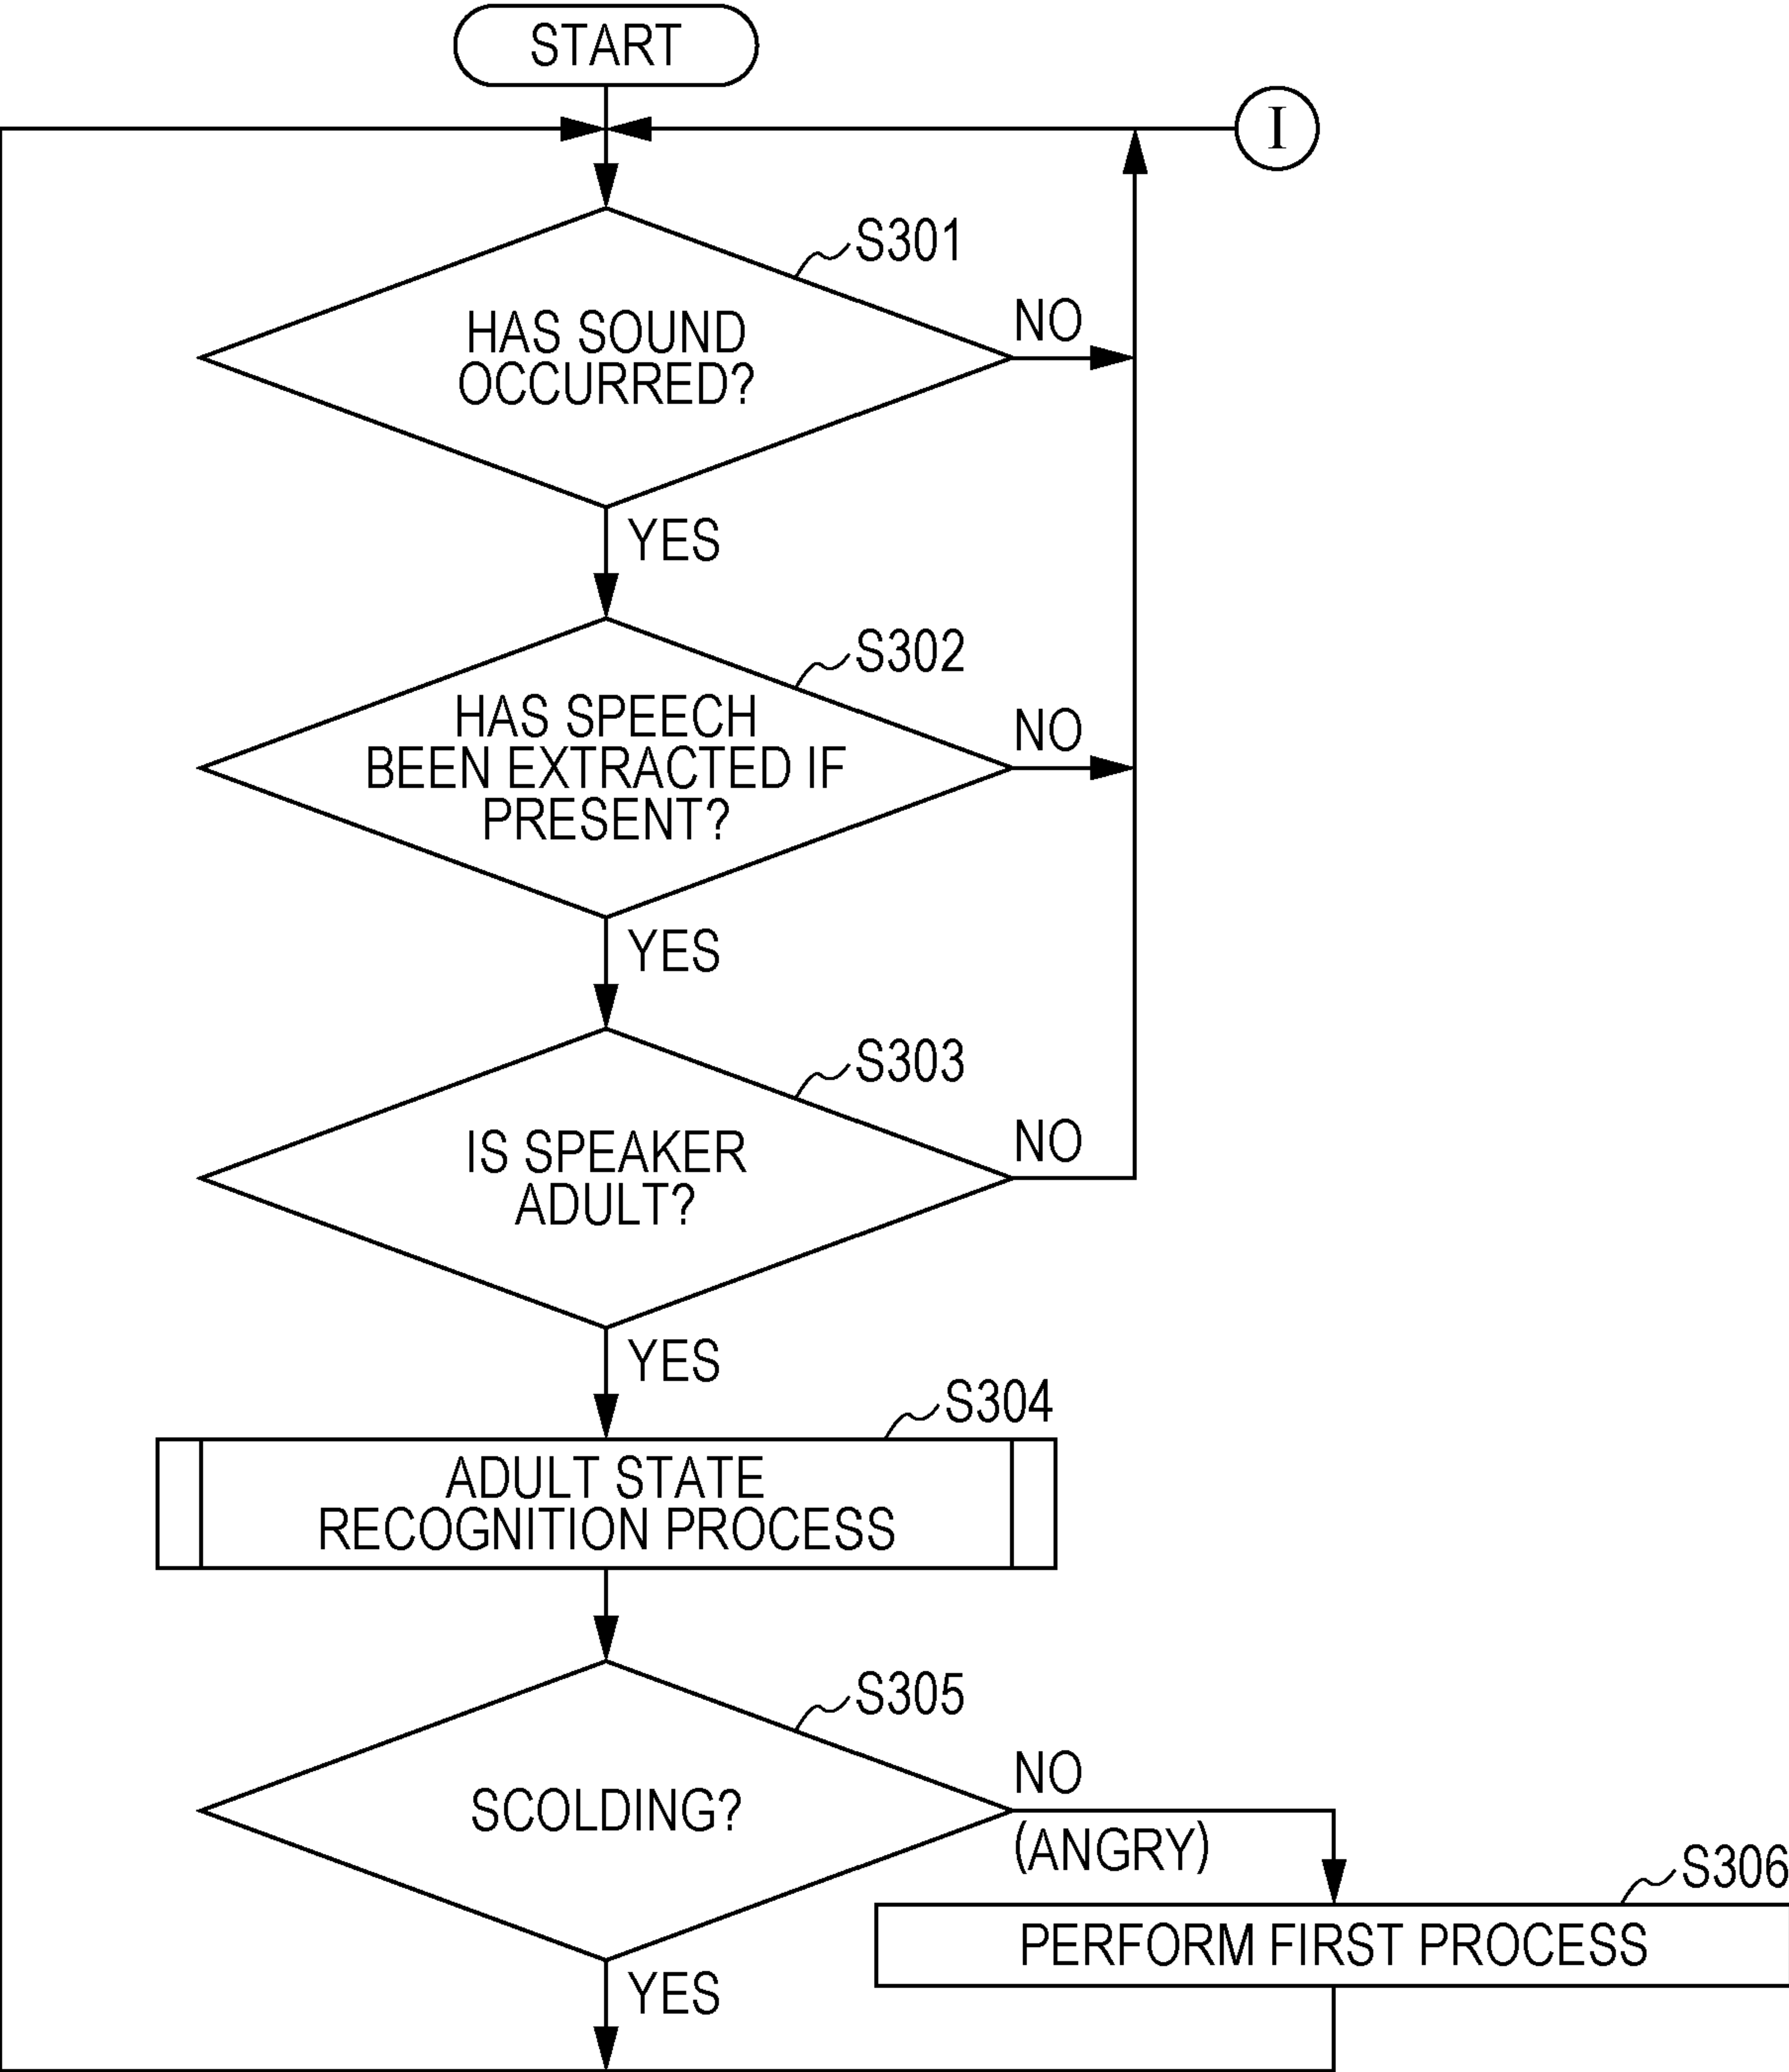 START
I
S301
HAS SOUND
OCCURRED?
NO
YES
S302
HAS SPEECH
BEEN EXTRACTED IF
PRESENT?
NO
YES
S303
IS SPEAKER
ADULT?
NO
YES
S304
ADULT STATE
RECOGNITION PROCESS
S305
SCOLDING?
NO
(ANGRY)
S306
PERFORM FIRST PROCESS
YES